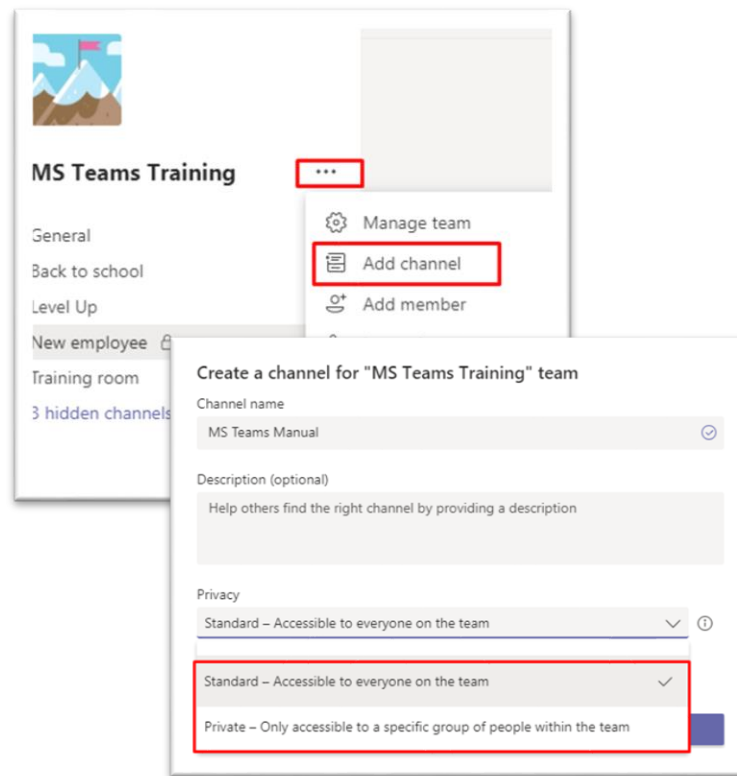 MS Teams Training
...
General
Back to school
Level Up
New employee
Training room
3 hidden channels
Manage team
Add channel
Add member
Create a channel for "MS Teams Training" team
Channel name
MS Teams Manual
Description (optional)
Help others find the right channel by providing a description
Privacy
Standard – Accessible to everyone on the team
Standard – Accessible to everyone on the team
Private – Only accessible to a specific group of people within the team